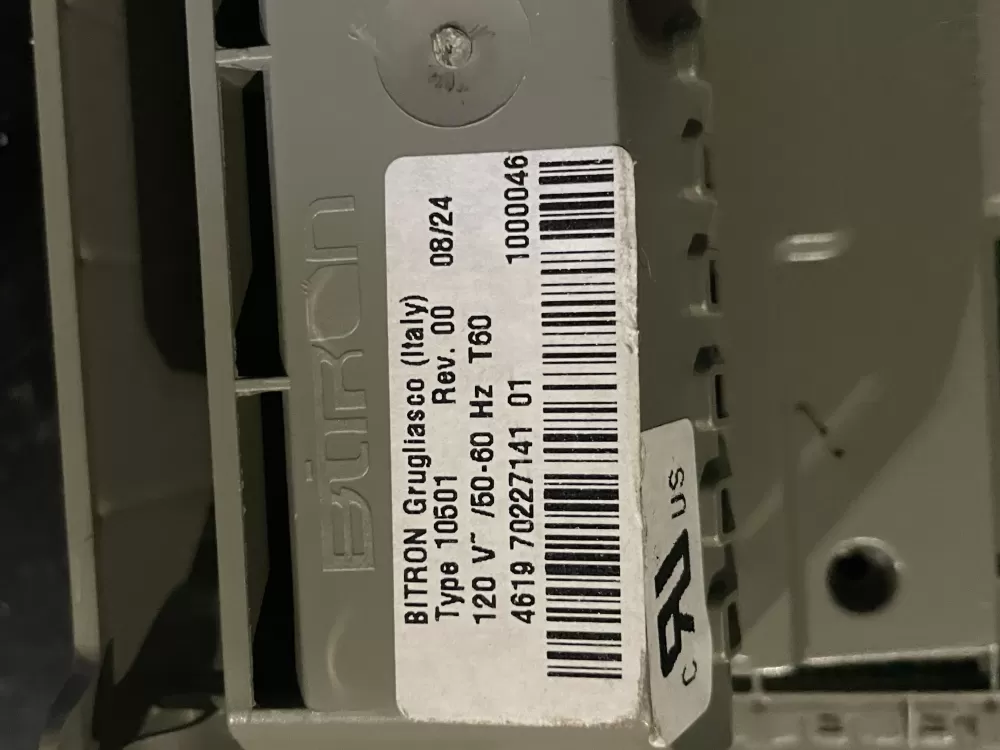 BITRON
BITRON Grugliasco (Italy)
Type 10501 Rev. 00 08/24
120 V~ /50-60 Hz T60
4619 70227141 01 1000046
c RU us